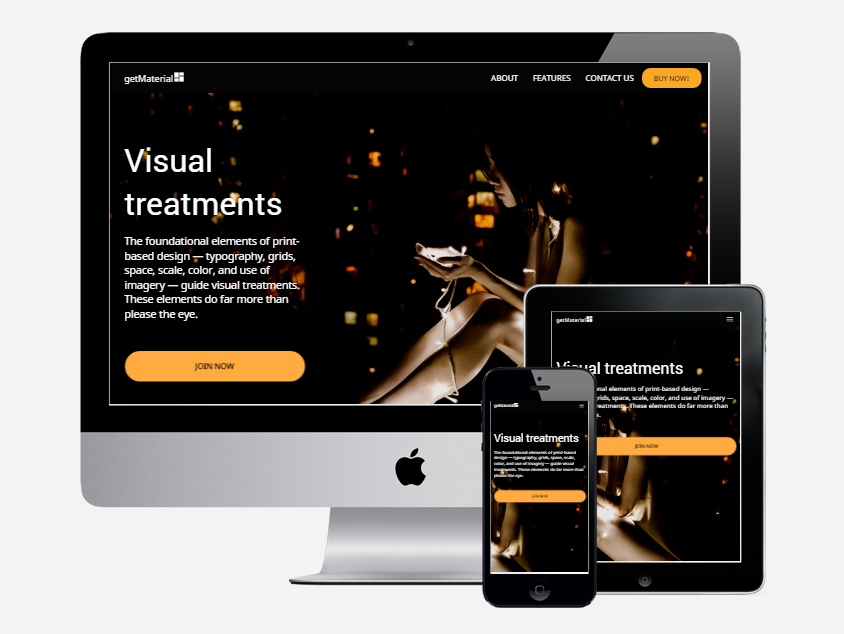 getMaterial
ABOUT FEATURES CONTACT US BUY NOW!
Visual
treatments
The foundational elements of print-
based design — typography, grids,
space, scale, color, and use of
imagery — guide visual treatments.
These elements do far more than
please the eye.
JOIN NOW
getMaterial
Visual treatments
nal elements of print-based design —
rids, space, scale, color, and use of imagery —
reatments. These elements do far more than
JOIN NOW
getMaterial
Visual treatments
The foundational elements of print-based
design — typography, grids, space, scale,
color, and use of imagery — guide visual
treatments. These elements do far more than
please the eye.
JOIN NOW